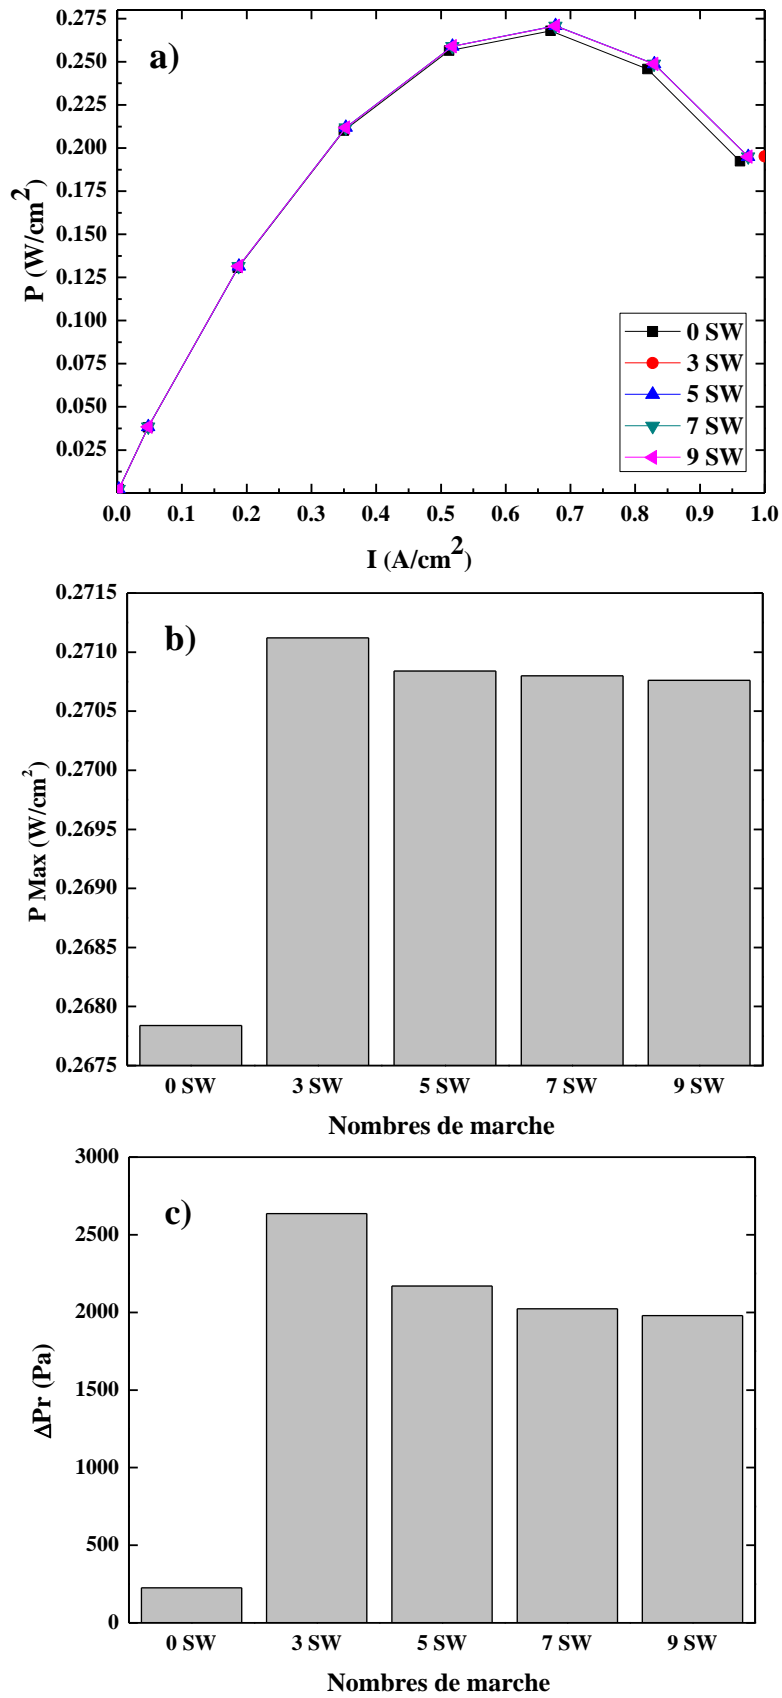 a)
0.275
0.250
0.225
0.200
0.175
0.150
0.125
0.100
0.075
0.050
0.025
P (W/cm²)
0 SW
3 SW
5 SW
7 SW
9 SW
0.0 0.1 0.2 0.3 0.4 0.5 0.6 0.7 0.8 0.9 1.0
I (A/cm²)
b)
0.2715
0.2710
0.2705
0.2700
0.2695
0.2690
0.2685
0.2680
0.2675
P Max (W/cm²)
0 SW 3 SW 5 SW 7 SW 9 SW
Nombres de marche
c)
3000
2500
2000
1500
1000
500
0
ΔPr (Pa)
0 SW 3 SW 5 SW 7 SW 9 SW
Nombres de marche